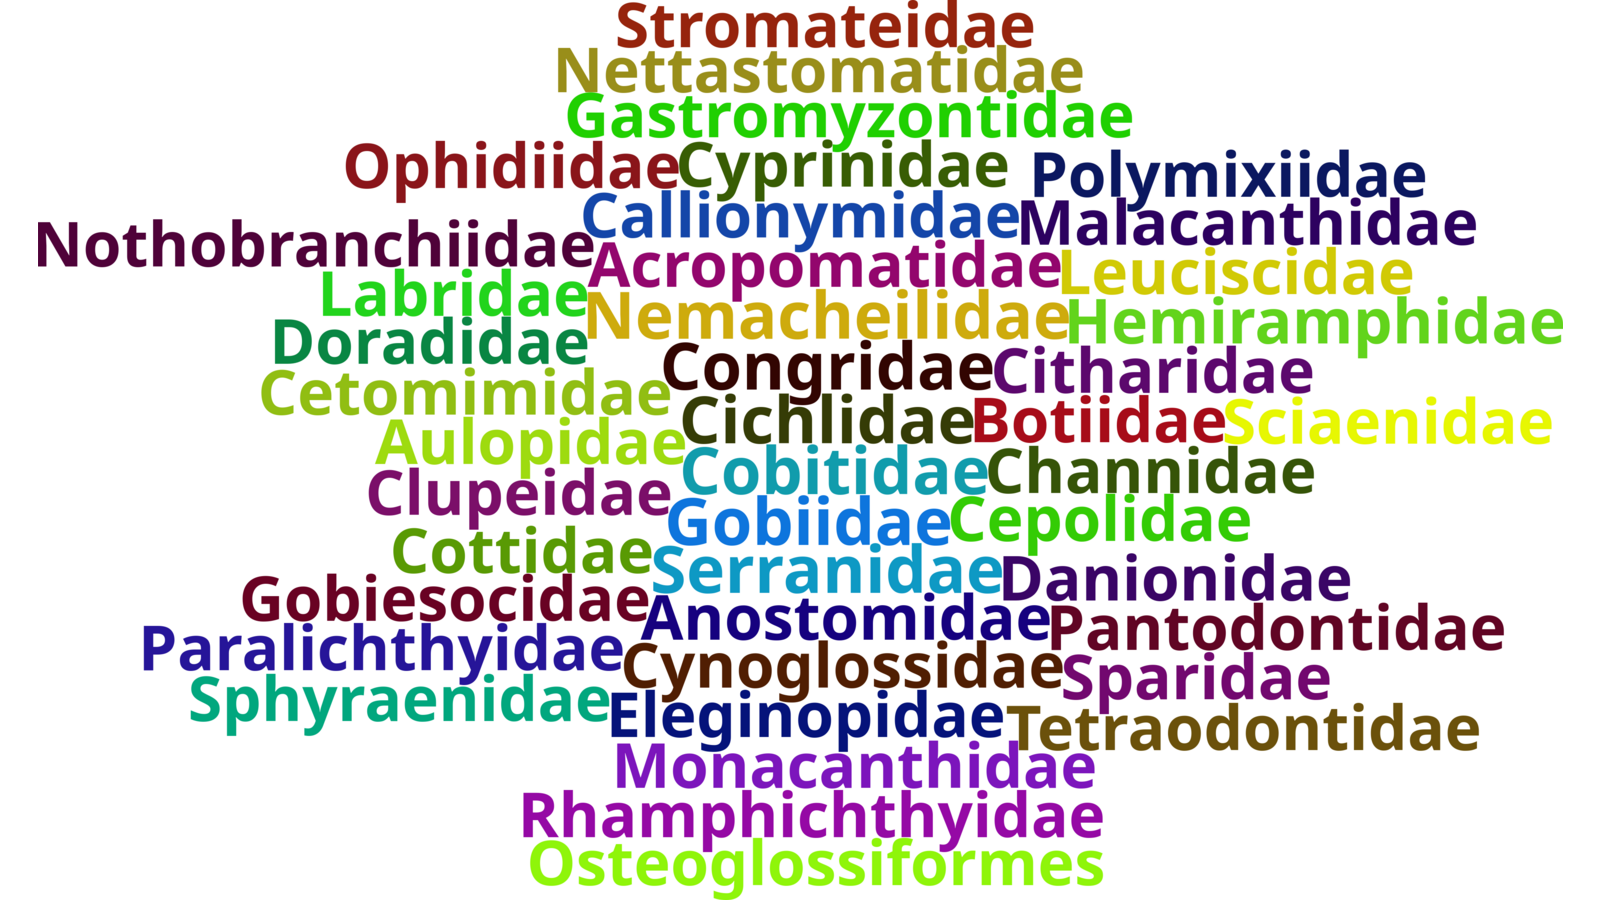 Stromateidae
Nettastomatidae
Gastromyzontidae
Ophidiidae Cyprinidae Polymixiidae
Callionymidae Malacanthidae
Nothobranchiidae Acropomatidae Leuciscidae
Labridae Nemacheilidae Hemiramphidae
Doradidae Congridae Citharidae
Cetomimidae Cichlidae Botiidae Sciaenidae
Aulopidae Cobitidae Channidae
Clupeidae Gobiidae Cepolidae
Cottidae Serranidae Danionidae
Gobiesocidae Anostomidae Pantodontidae
Paralichthyidae Cynoglossidae Sparidae
Sphyraenidae Eleginopidae Tetraodontidae
Monacanthidae
Rhamphichthyidae
Osteoglossiformes